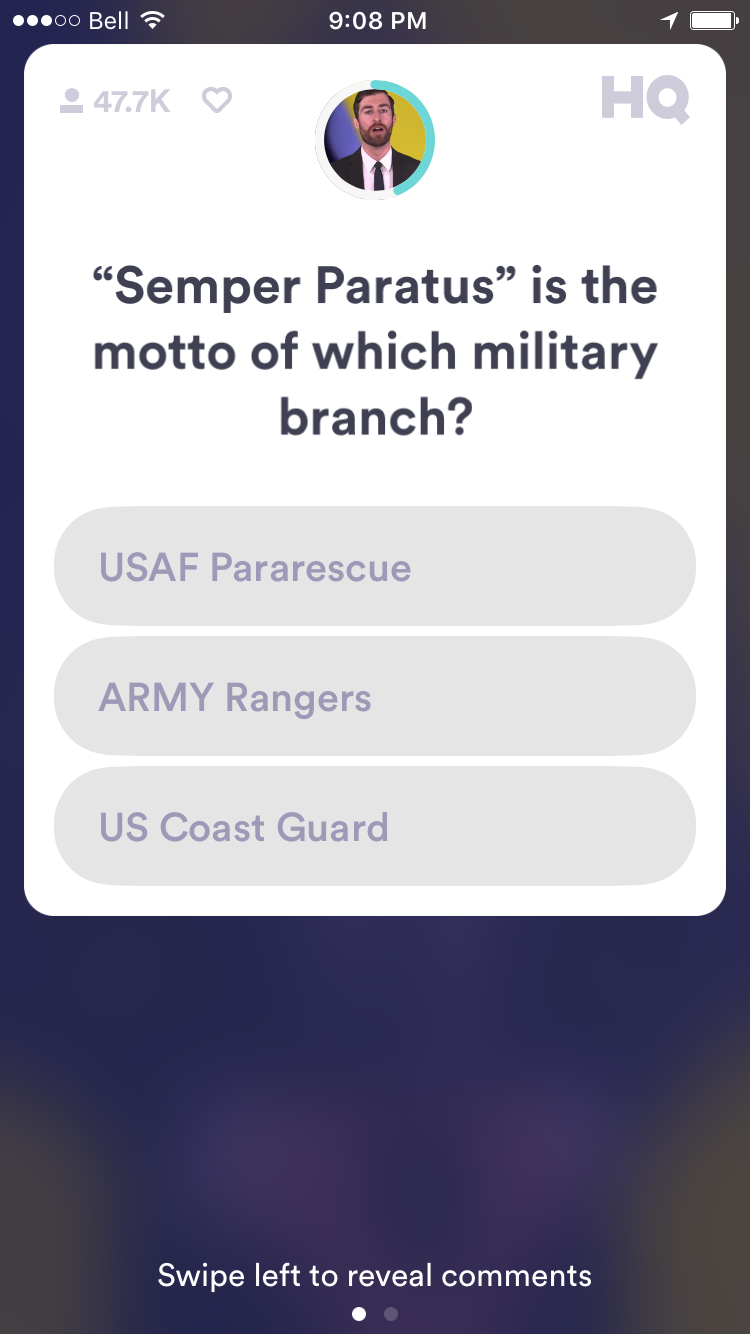 Bell 9:08 PM
47.7K HQ
“Semper Paratus” is the
motto of which military
branch?
USAF Pararescue
ARMY Rangers
US Coast Guard
Swipe left to reveal comments